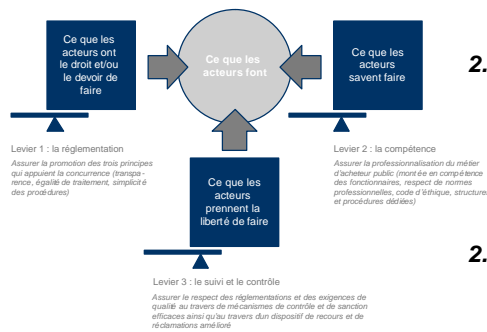 Ce que les
acteurs ont
le droit et/ou
le devoir de
faire
Ce que les
acteurs font
Ce que les
acteurs
savent faire
2.
Levier 1 : la réglementation
Assurer la promotion des trois principes
qui appuient la concurrence (transpa-
rence, égalité de traitement, simplicité
des procédures)
Levier 2 : la compétence
Assurer la professionnalisation du métier
d'acheteur public (montée en compétence
des fonctionnaires, respect de normes
professionnelles, code d'éthique, structures
et procédures dédiées)
Ce que les
acteurs
prennent la
liberté de faire
2.
Levier 3 : le suivi et le contrôle
Assurer le respect des réglementations et des exigences de
qualité au travers de mécanismes de contrôle et de sanction
efficaces ainsi qu'au travers dun dispositif de recours et de
réclamations amélioré